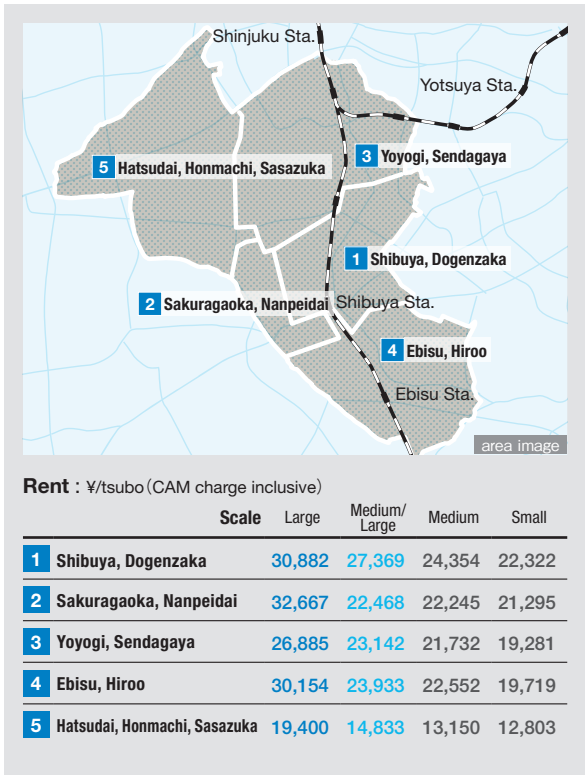 Shinjuku Sta.
Yotsuya Sta.
3 Yoyogi, Sendagaya
5 Hatsudai, Honmachi, Sasazuka
1 Shibuya, Dogenzaka
2 Sakuragaoka, Nanpeidai
Shibuya Sta.
4 Ebisu, Hiroo
Ebisu Sta.
area image
Rent : ¥/tsubo (CAM charge inclusive)
Scale Large Medium/Large Medium Small
1 Shibuya, Dogenzaka 30,882 27,369 24,354 22,322
2 Sakuragaoka, Nanpeidai 32,667 22,468 22,245 21,295
3 Yoyogi, Sendagaya 26,885 23,142 21,732 19,281
4 Ebisu, Hiroo 30,154 23,933 22,552 19,719
5 Hatsudai, Honmachi, Sasazuka 19,400 14,833 13,150 12,803